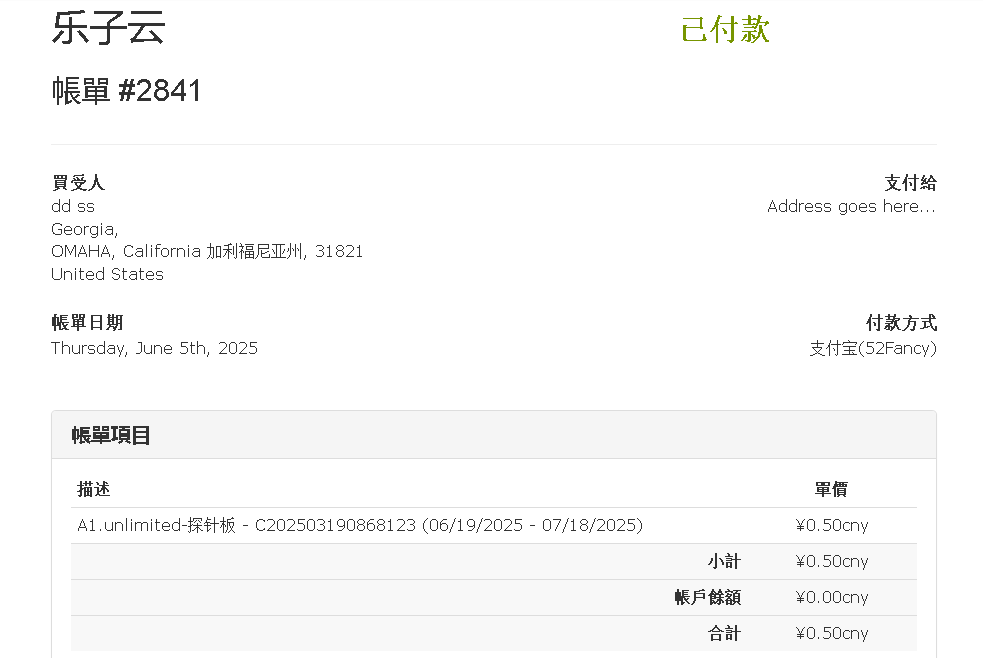 乐子云
已付款
帳單 #2841
買受人
dd ss
Georgia,
OMAHA, California 加利福尼亚州, 31821
United States
支付給
Address goes here...
帳單日期
Thursday, June 5th, 2025
付款方式
支付宝(52Fancy)
帳單項目
描述 單價
A1.unlimited-探针板 - C202503190868123 (06/19/2025 - 07/18/2025) ¥0.50cny
小計 ¥0.50cny
帳戶餘額 ¥0.00cny
合計 ¥0.50cny